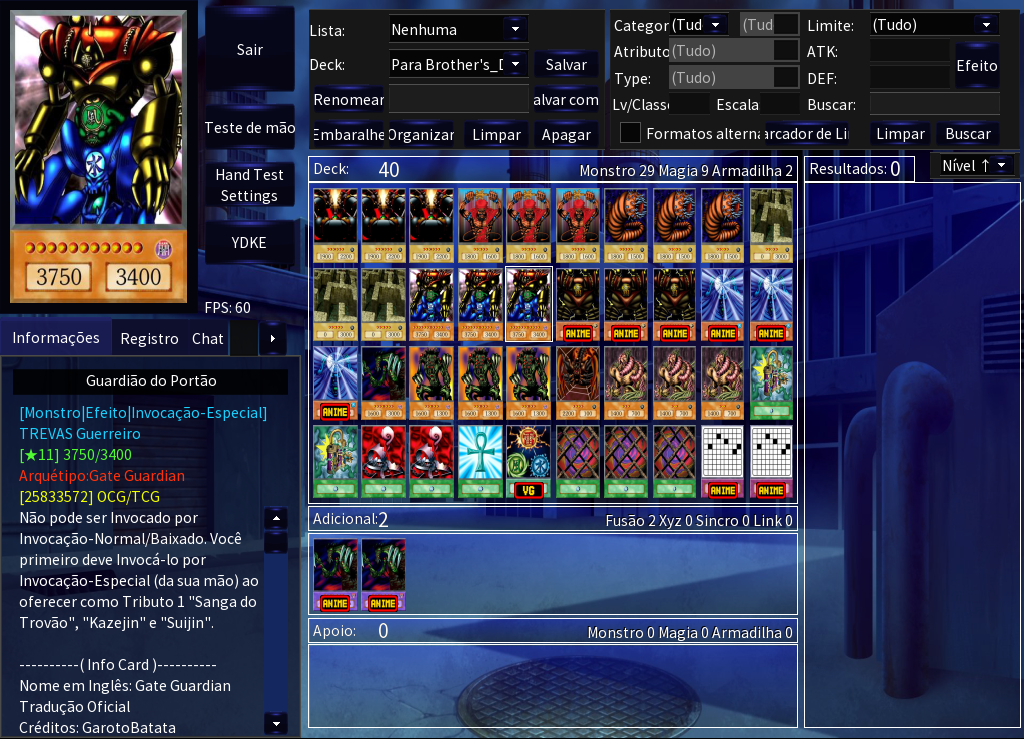 3750 3400
Sair
Teste de mão
Hand Test
Settings
YDKE
FPS: 60
Lista: Nenhuma
Deck: Para Brother's_D Salvar
Renomear alvar com
Embaralhe Organizar Limpar Apagar
Categor (Tud (Tud Limite: (Tudo)
Atributo (Tudo) ATK:
Type: (Tudo) DEF: Efeito
Lv/Classe Escala Buscar:
Formatos alterna arcador de Li Limpar Buscar
Deck: 40 Monstro 29 Magia 9 Armadilha 2
Resultados: 0 Nível ↑
ANIME ANIME ANIME ANIME ANIME
ANIME
VG ANIME ANIME
Adicional: 2 Fusão 2 Xyz 0 Sincro 0 Link 0
ANIME ANIME
Apoio: 0 Monstro 0 Magia 0 Armadilha 0
Informações Registro Chat
Guardião do Portão
[Monstro|Efeito|Invocação-Especial]
TREVAS Guerreiro
[★11] 3750/3400
Arquétipo:Gate Guardian
[25833572] OCG/TCG
Não pode ser Invocado por
Invocação-Normal/Baixado. Você
primeiro deve Invocá-lo por
Invocação-Especial (da sua mão) ao
oferecer como Tributo 1 "Sanga do
Trovão", "Kazejin" e "Suijin".
----------( Info Card )----------
Nome em Inglês: Gate Guardian
Tradução Oficial
Créditos: GarotoBatata